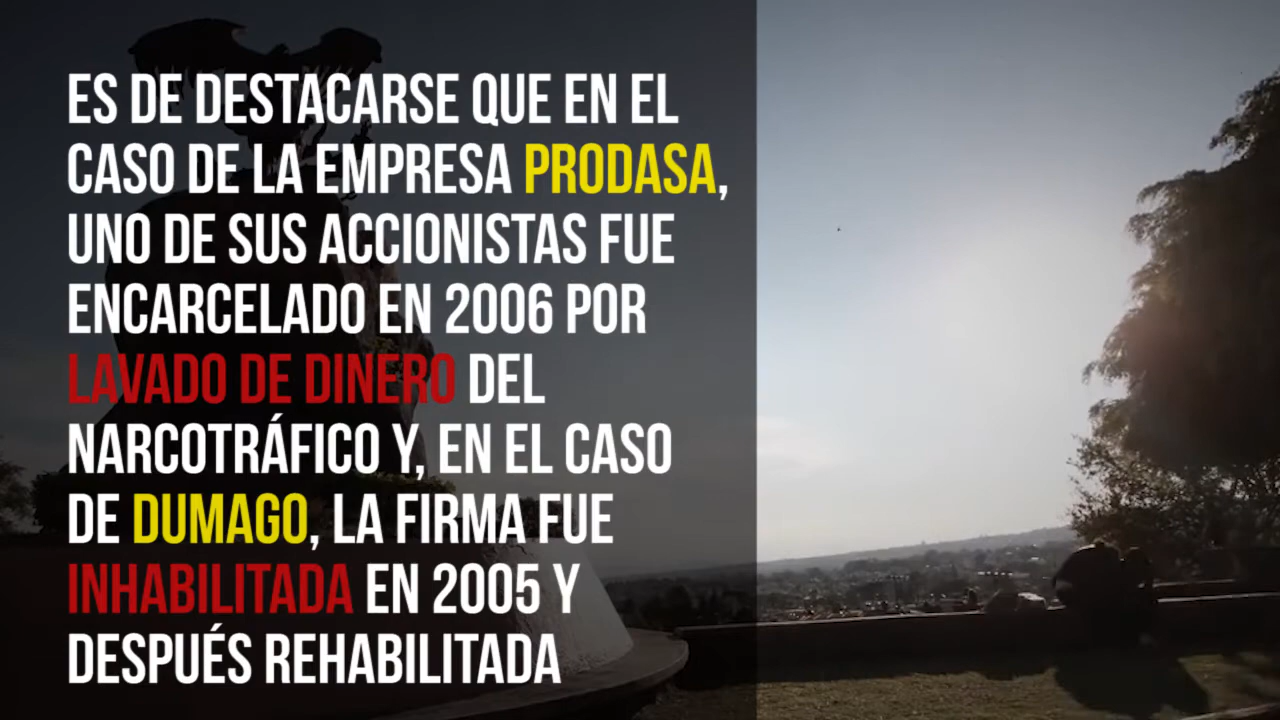 ES DE DESTACARSE QUE EN EL
CASO DE LA EMPRESA PRODASA,
UNO DE SUS ACCIONISTAS FUE
ENCARCELADO EN 2006 POR
LAVADO DE DINERO DEL
NARCOTRÁFICO Y, EN EL CASO
DE DUMAGO, LA FIRMA FUE
INHABILITADA EN 2005 Y
DESPUÉS REHABILITADA